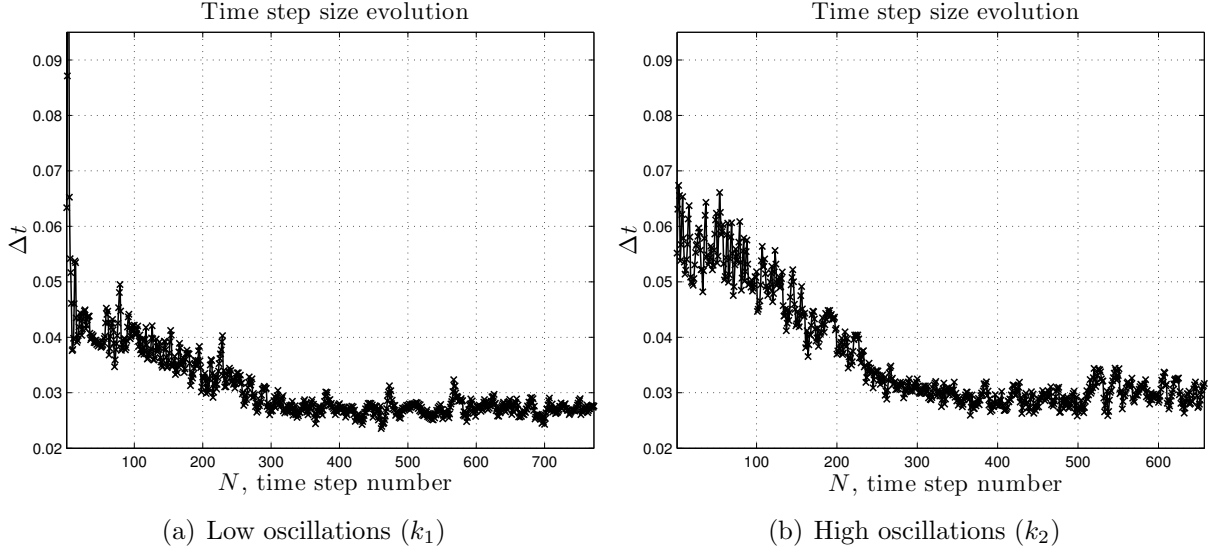 Time step size evolution
0.09
0.08
0.07
0.06
0.05
0.04
0.03
0.02
Δt
100 200 300 400 500 600 700
N, time step number
(a) Low oscillations (k₁)
Time step size evolution
0.09
0.08
0.07
0.06
0.05
0.04
0.03
0.02
Δt
100 200 300 400 500 600
N, time step number
(b) High oscillations (k₂)